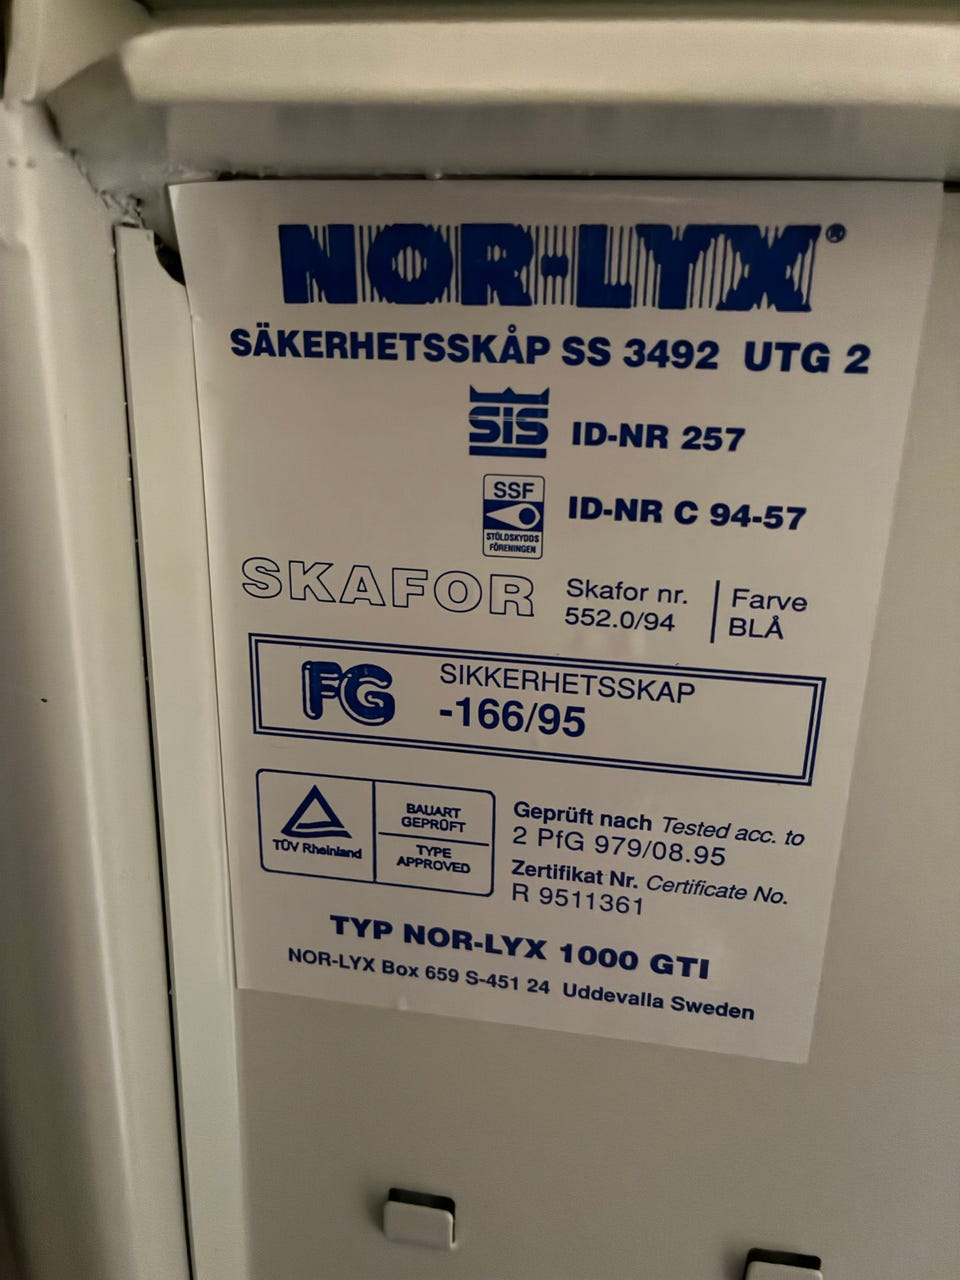 NOR-LYX®
SÄKERHETSSKÅP SS 3492 UTG 2
SIS ID-NR 257
SSF
STÖLDSKYDDS
FÖRENINGEN
ID-NR C 94-57
SKAFOR
Skafor nr.
552.0/94
Farve
BLÅ
FG
SIKKERHETSSKAP
-166/95
TÜV Rheinland
BAUART
GEPRÜFT
TYPE
APPROVED
Geprüft nach Tested acc. to
2 PfG 979/08.95
Zertifikat Nr. Certificate No.
R 9511361
TYP NOR-LYX 1000 GTI
NOR-LYX Box 659 S-451 24 Uddevalla Sweden